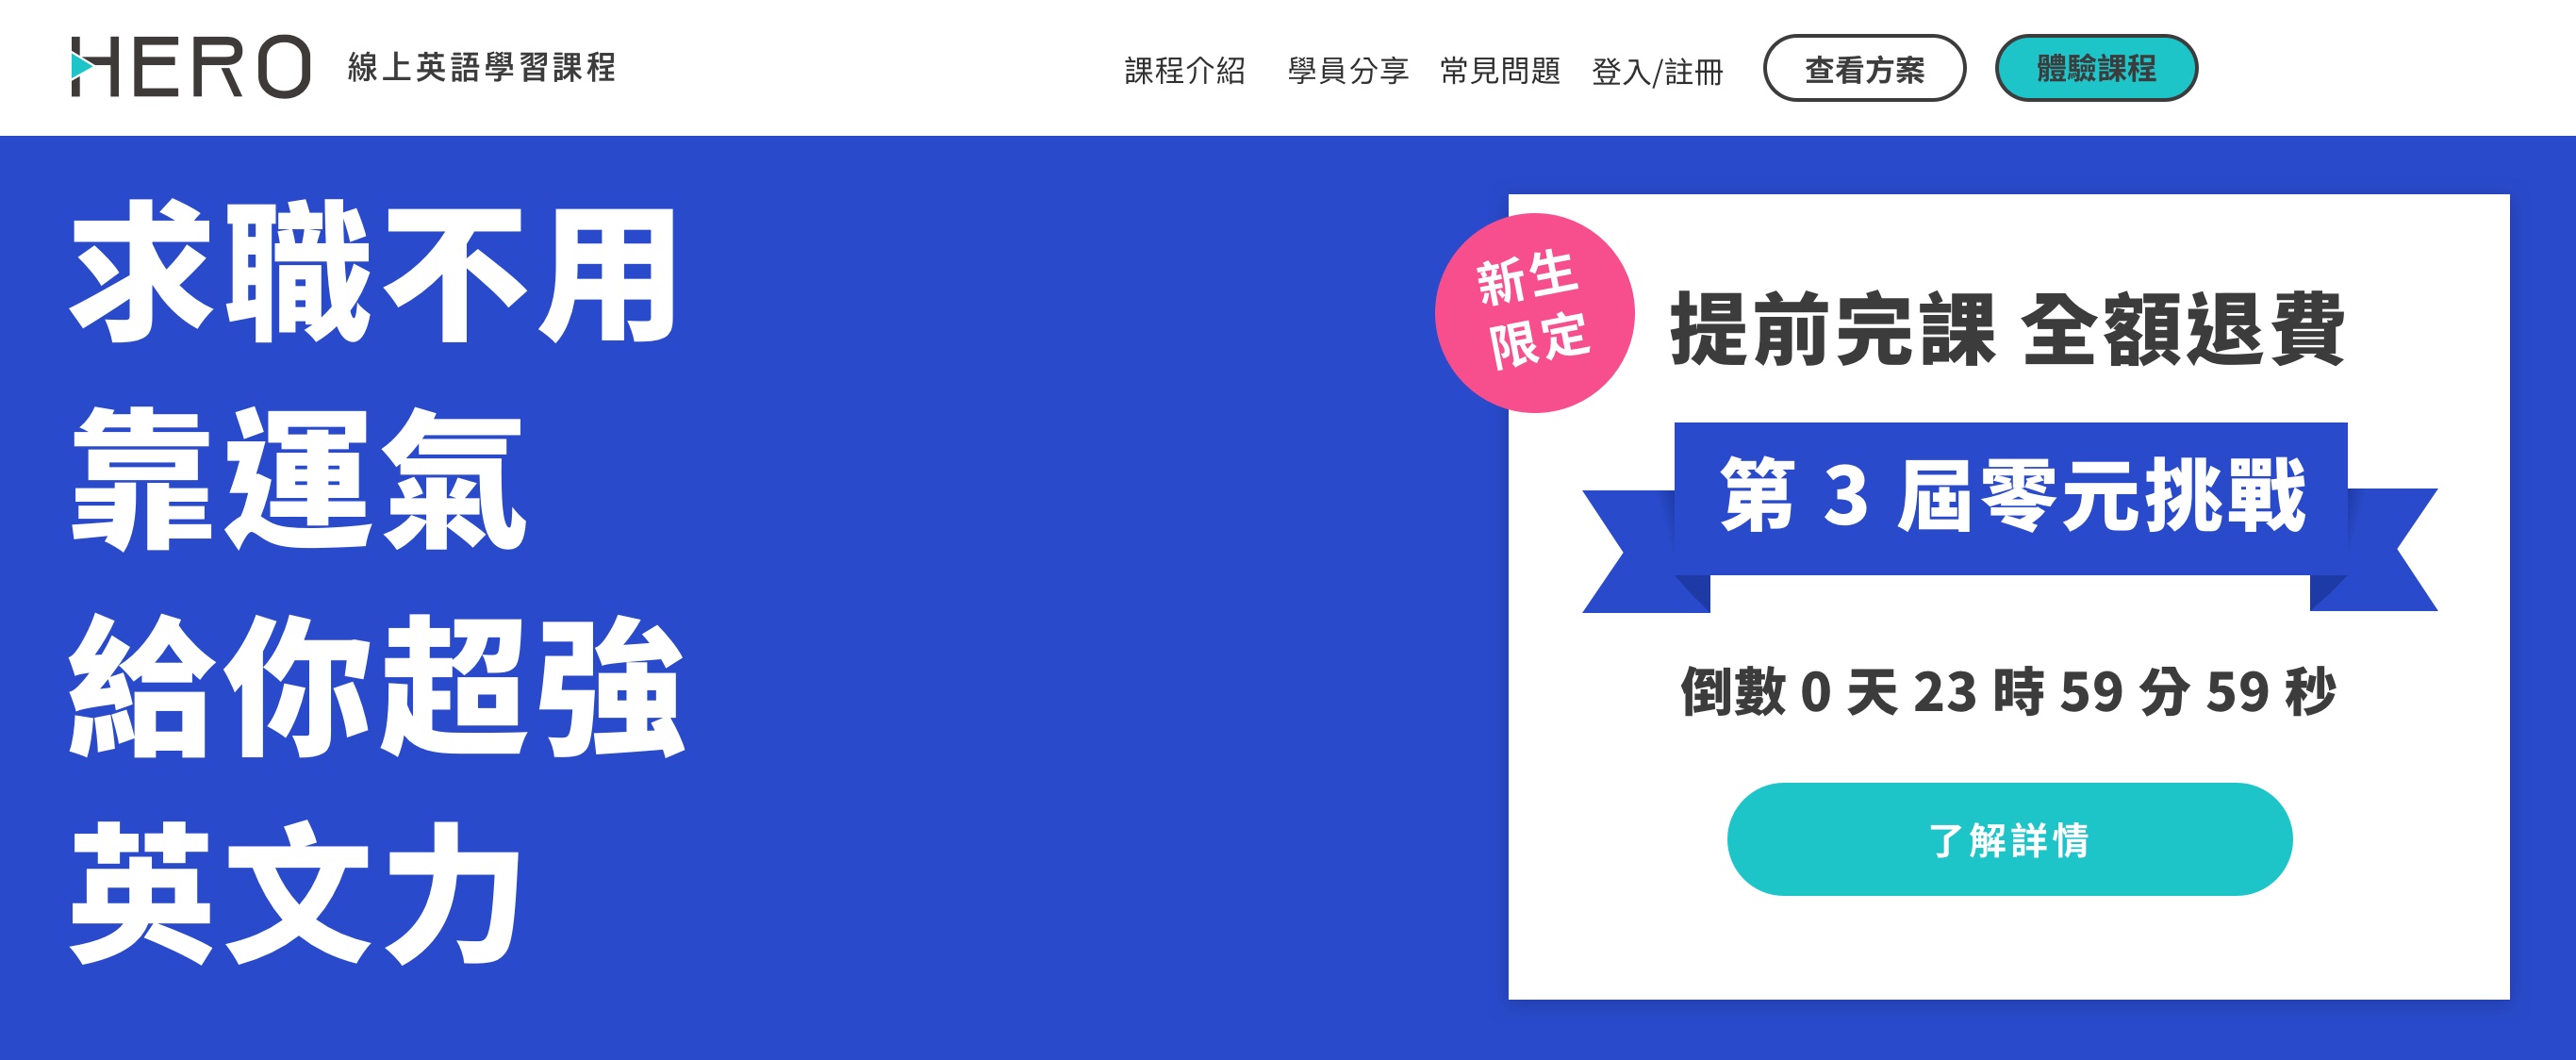 HERO 線上英語學習課程
課程介紹 學員分享 常見問題 登入/註冊 查看方案 體驗課程
求職不用
靠運氣
給你超強
英文力
新生
限定
提前完課 全額退費
第 3 屆零元挑戰
倒數 0 天 23 時 59 分 59 秒
了解詳情